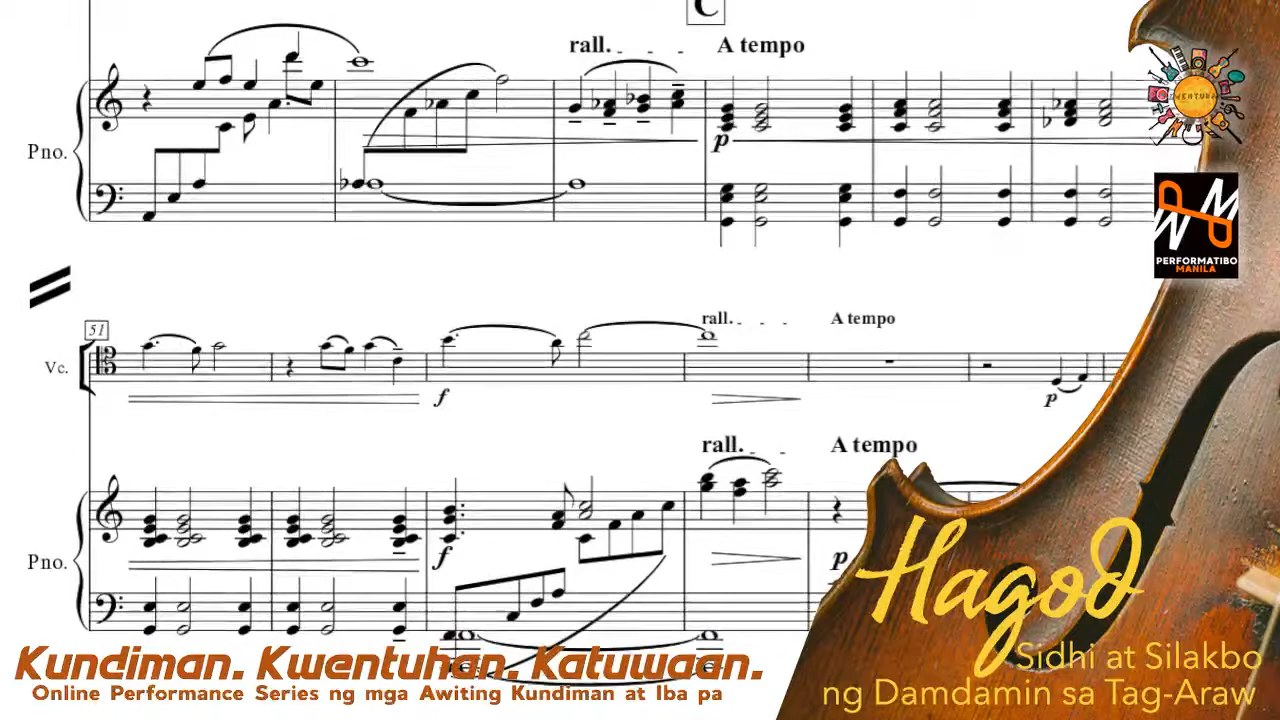 C
rall.
A tempo
Pno.
p
PERFORMATIBO
MANILA
51
rall.
A tempo
Vc.
f
p
rall.
A tempo
Pno.
f
p
Hagod
Sidhi at Silakbo
ng Damdamin sa Tag-Araw
Kundiman. Kwentuhan. Katuwaan.
Online Performance Series ng mga Awiting Kundiman at Iba pa